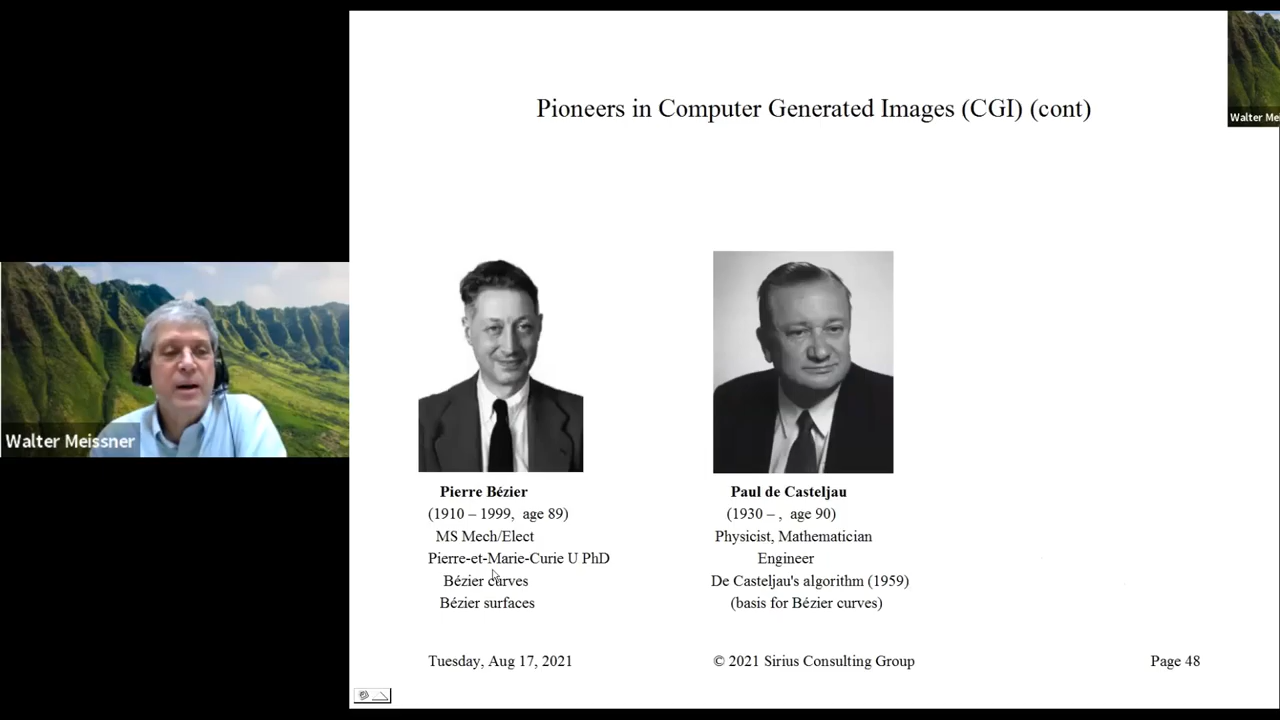 Pioneers in Computer Generated Images (CGI) (cont)
Walter Me
Walter Meissner
Pierre Bézier
(1910 – 1999, age 89)
MS Mech/Elect
Pierre-et-Marie-Curie U PhD
Bézier curves
Bézier surfaces
Paul de Casteljau
(1930 – , age 90)
Physicist, Mathematician
Engineer
De Casteljau's algorithm (1959)
(basis for Bézier curves)
Tuesday, Aug 17, 2021
© 2021 Sirius Consulting Group
Page 48